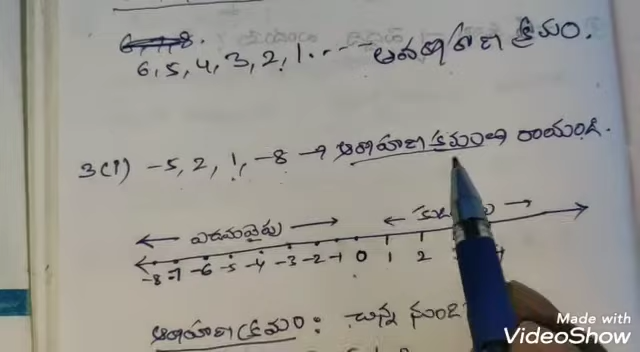 6, 5, 4, 3, 2, 1 .... అవరోహణ క్రమం.
3(i) -5, 2, 1, -8 → ఆరోహణ క్రమంలో రాయండి.
← ఎడమవైపు → ←
-8 -7 -6 -5 -4 -3 -2 -1 0 1 2
ఆరోహణ క్రమం : చిన్న నుండి
Made with
VideoShow